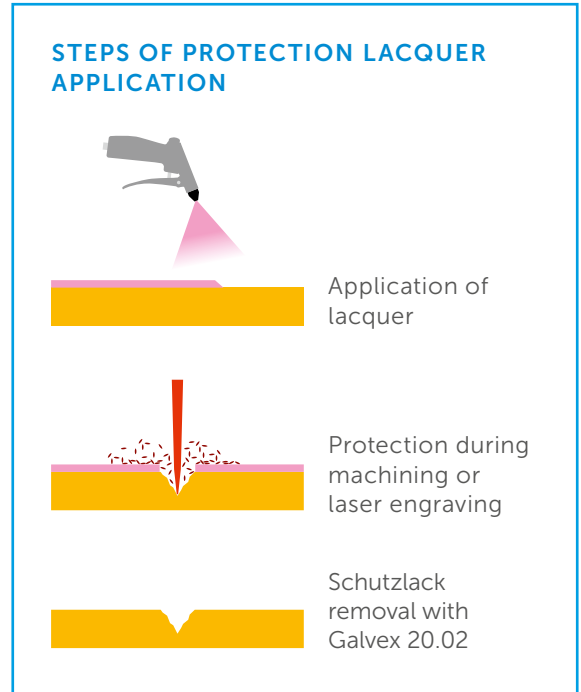 STEPS OF PROTECTION LACQUER
APPLICATION
Application of
lacquer
Protection during
machining or
laser engraving
Schutzlack
removal with
Galvex 20.02